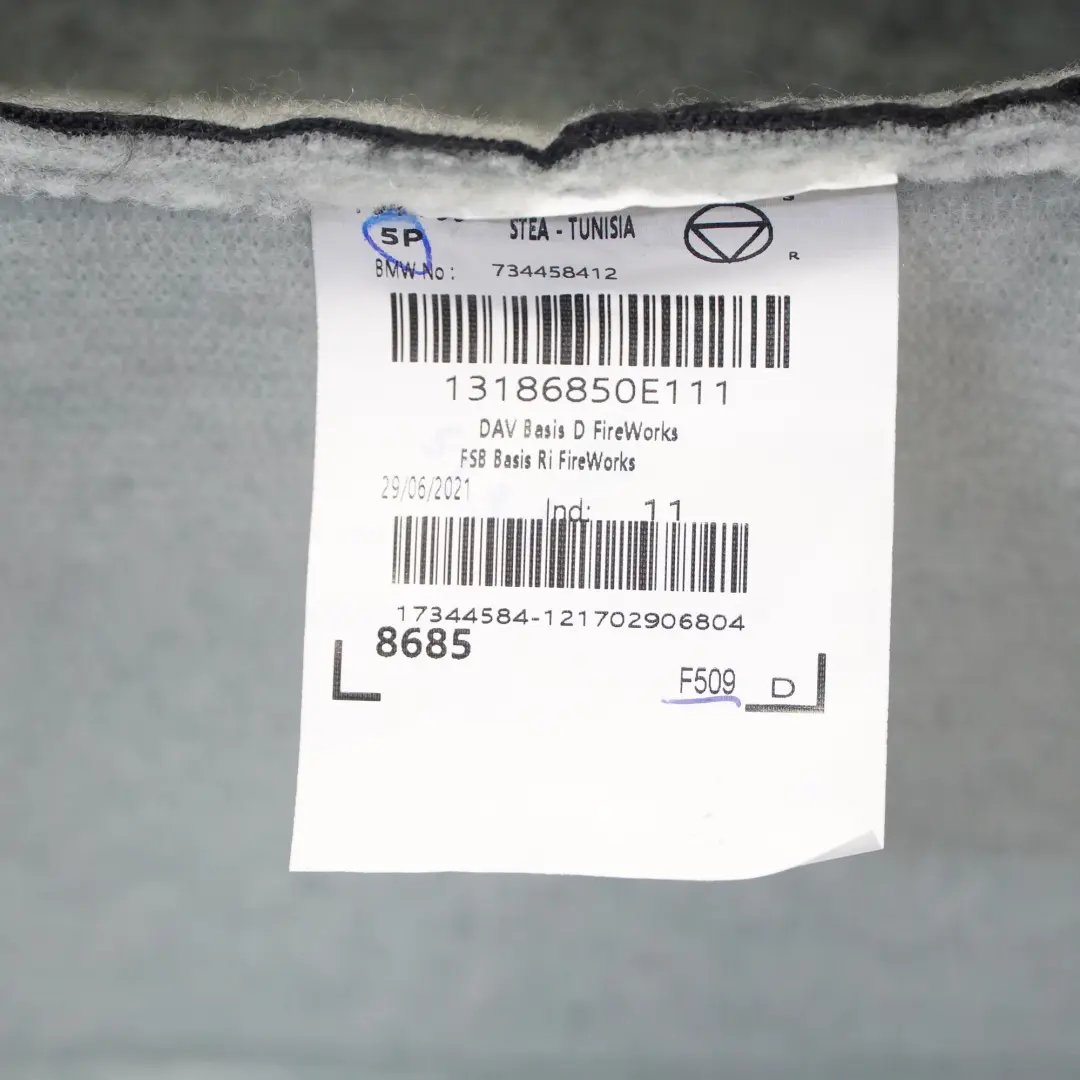 5P STEA - TUNISIA
R
BMW No : 734458412
13186850E111
DAV Basis D FireWorks
FSB Basis Ri FireWorks
29/06/2021
Ind: 11
17344584-121702906804
8685
F509 D